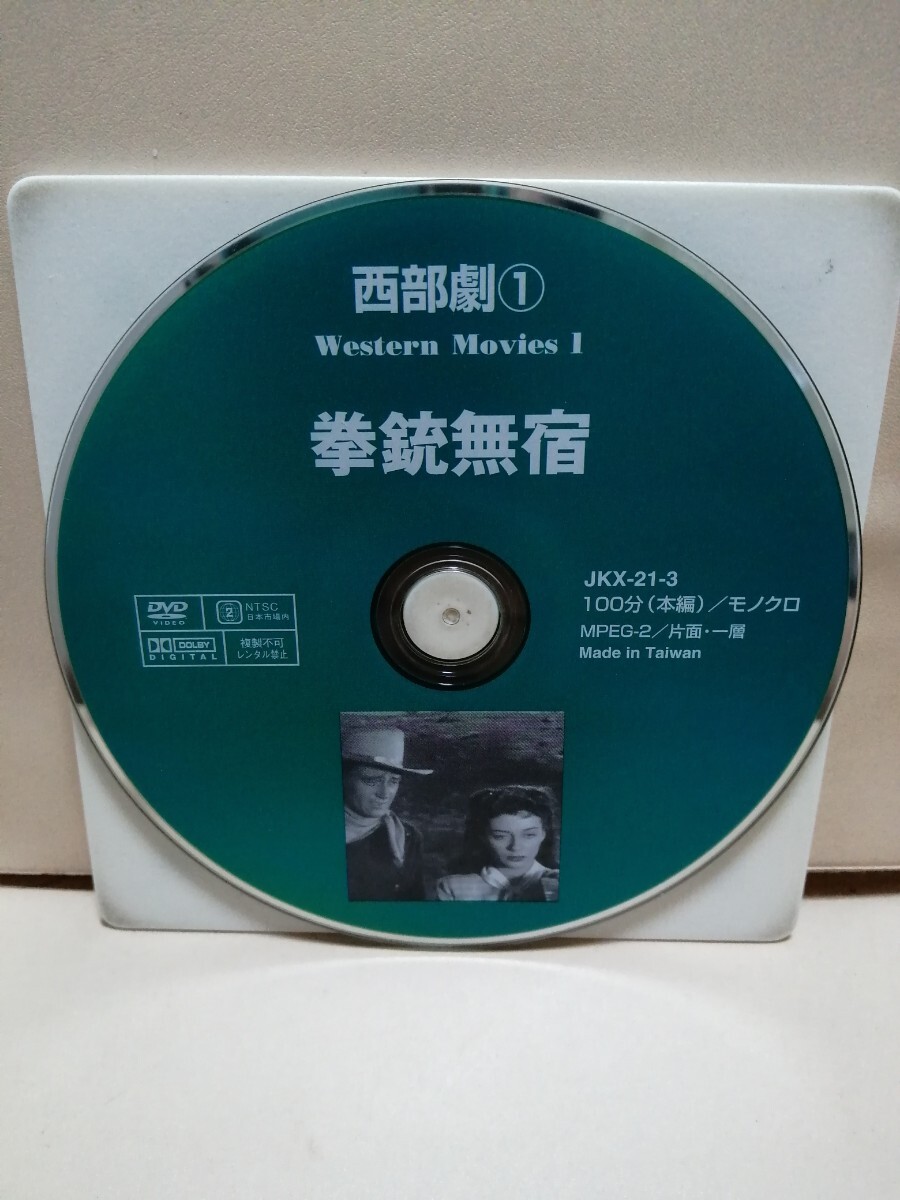 西部劇①
Western Movies 1
拳銃無宿
DVD
VIDEO
2
NTSC
日本市場内
DOLBY
DIGITAL
複製不可
レンタル禁止
JKX-21-3
100分(本編)/モノクロ
MPEG-2/片面・一層
Made in Taiwan